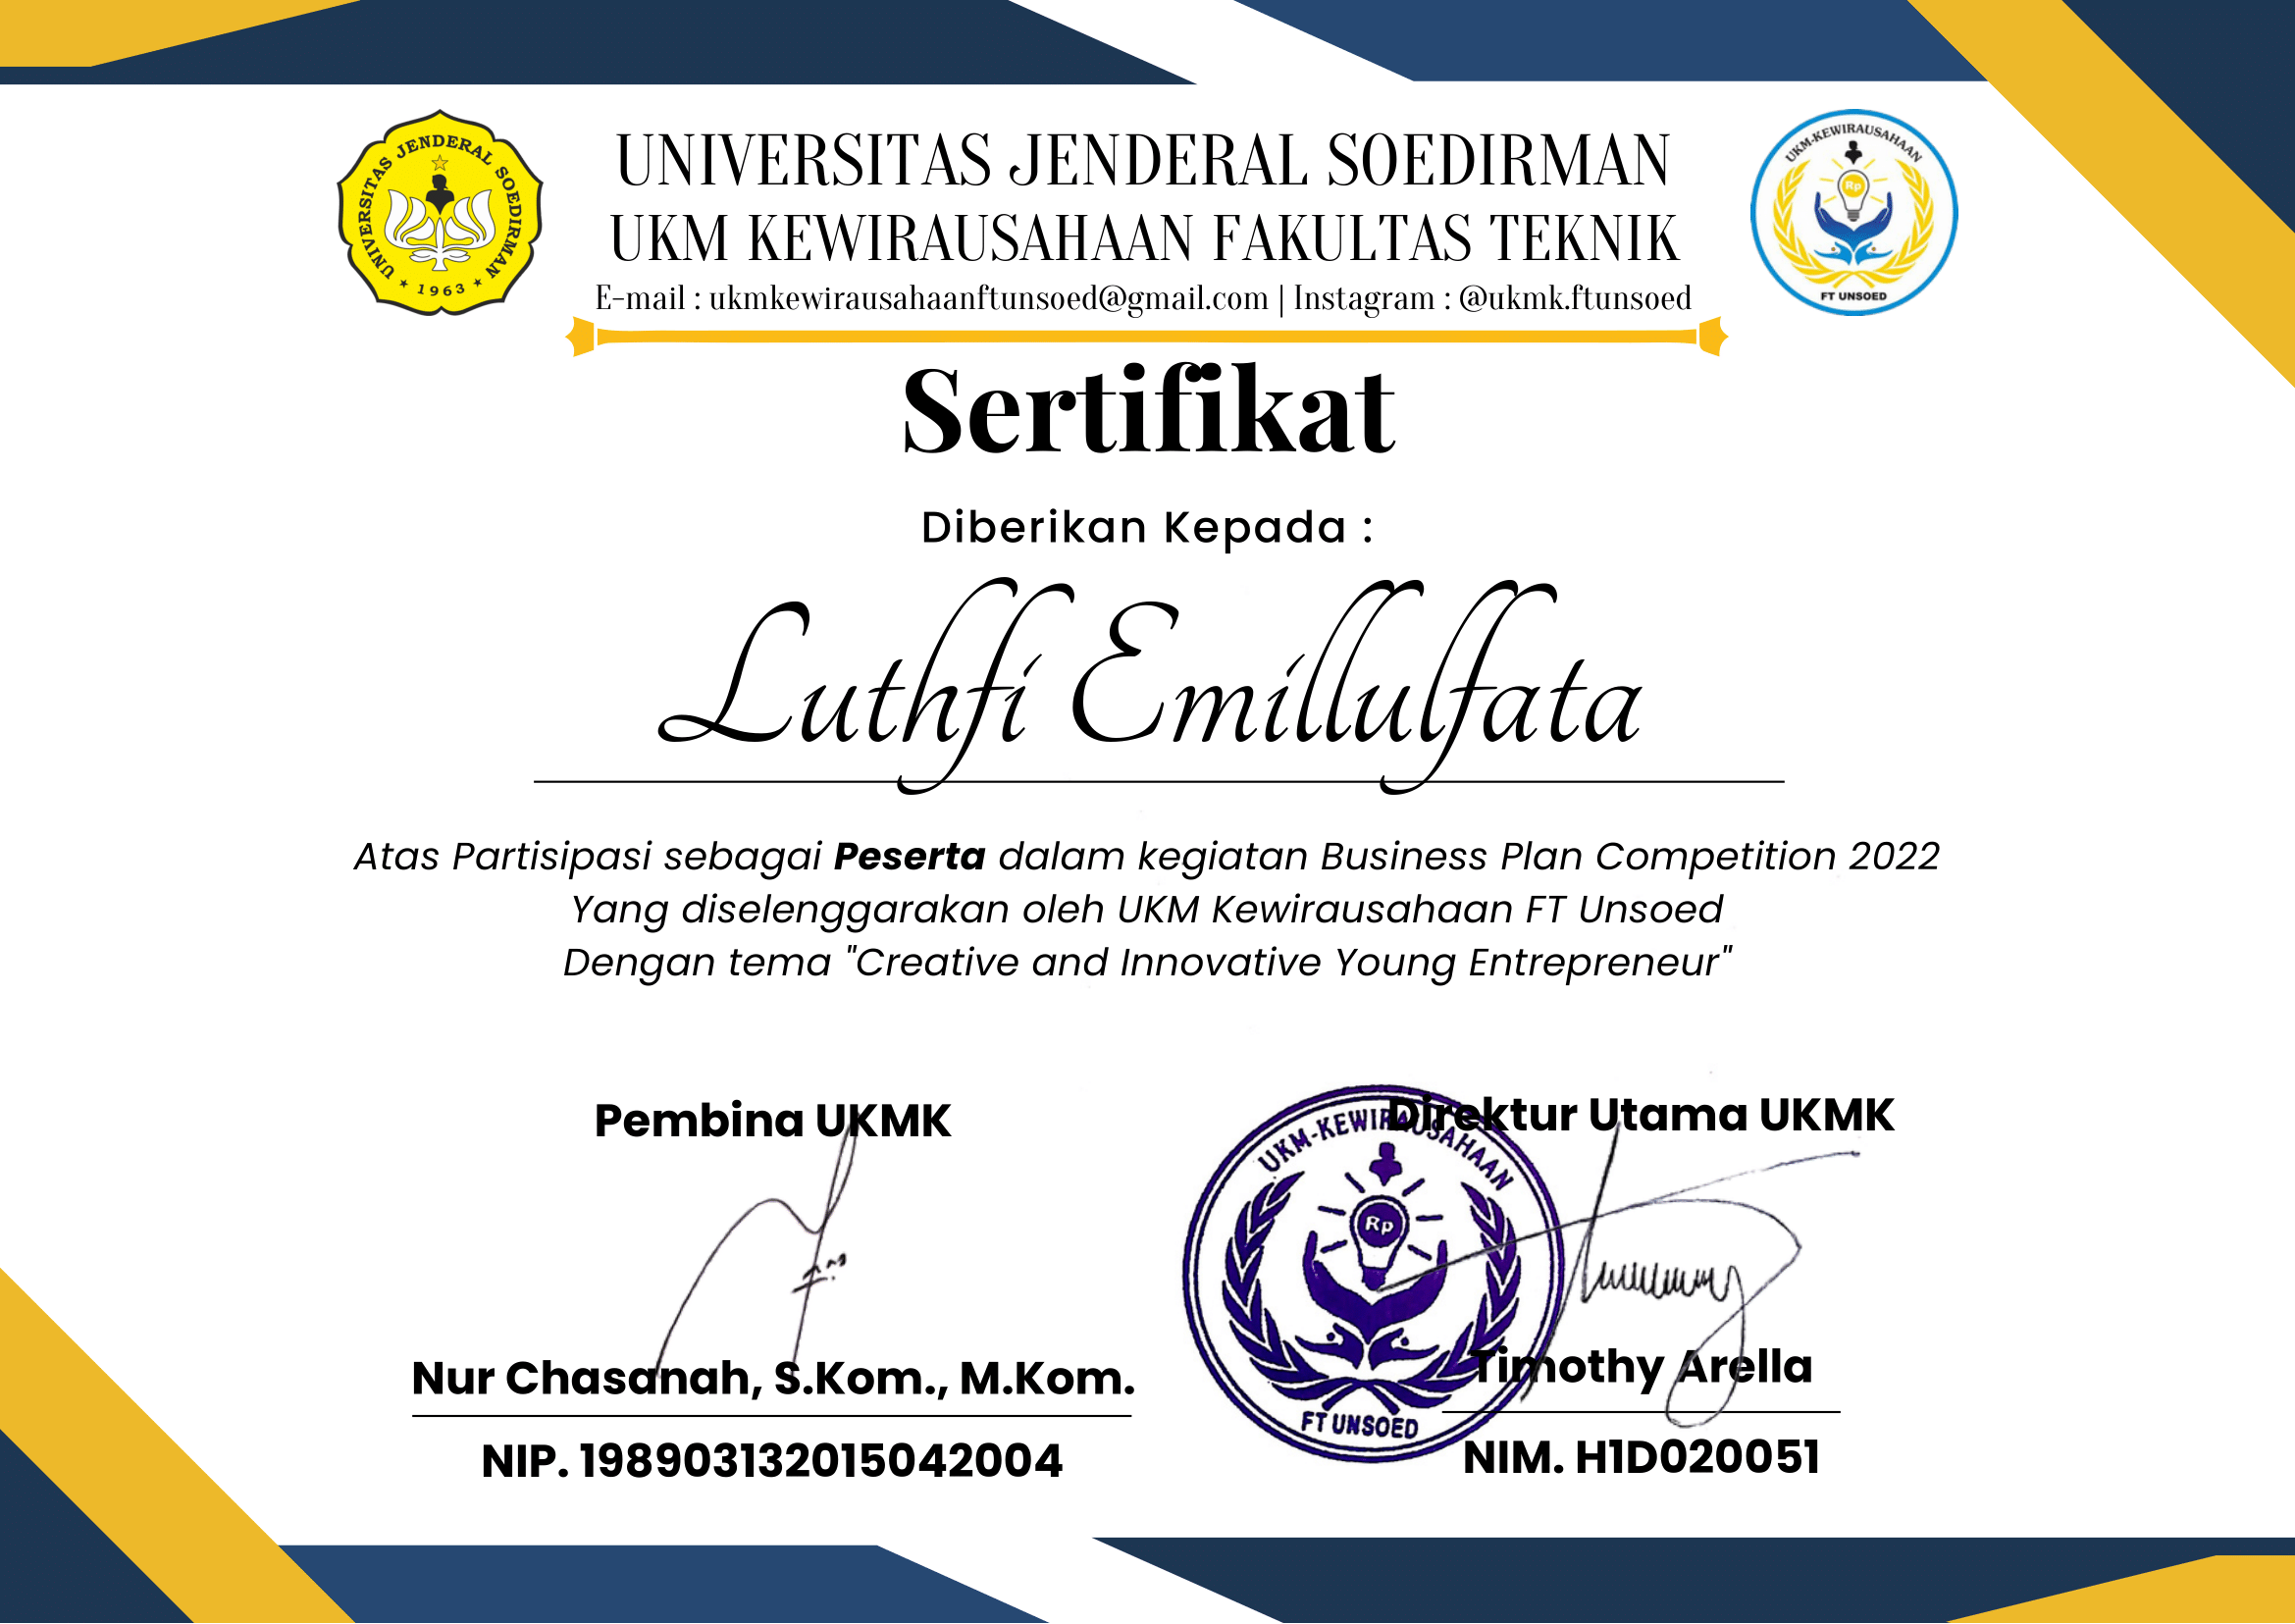 UNIVERSITAS JENDERAL SOEDIRMAN
1963
UNIVERSITAS JENDERAL SOEDIRMAN
UKM KEWIRAUSAHAAN FAKULTAS TEKNIK
E-mail : ukmkewirausahaanftunsoed@gmail.com | Instagram : @ukmk.ftunsoed
UKM-KEWIRAUSAHAAN
Rp
FT UNSOED
Sertifikat
Diberikan Kepada :
Luthfi Emillulfata
Atas Partisipasi sebagai Peserta dalam kegiatan Business Plan Competition 2022
Yang diselenggarakan oleh UKM Kewirausahaan FT Unsoed
Dengan tema "Creative and Innovative Young Entrepreneur"
Pembina UKMK
Nur Chasanah, S.Kom., M.Kom.
NIP. 198903132015042004
UKM-KEWIRAUSAHAAN
Rp
FT UNSOED
Direktur Utama UKMK
Timothy Arella
NIM. H1D020051